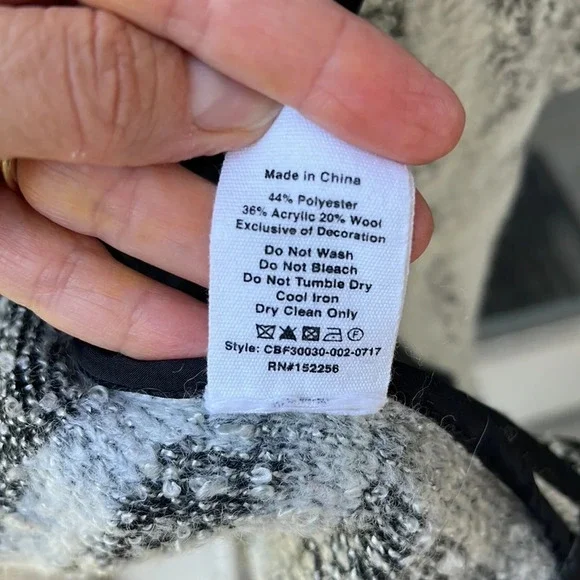 Made in China
44% Polyester
36% Acrylic 20% Wool
Exclusive of Decoration
Do Not Wash
Do Not Bleach
Do Not Tumble Dry
Cool Iron
Dry Clean Only
F
Style: CBF30030-002-0717
RN#152256